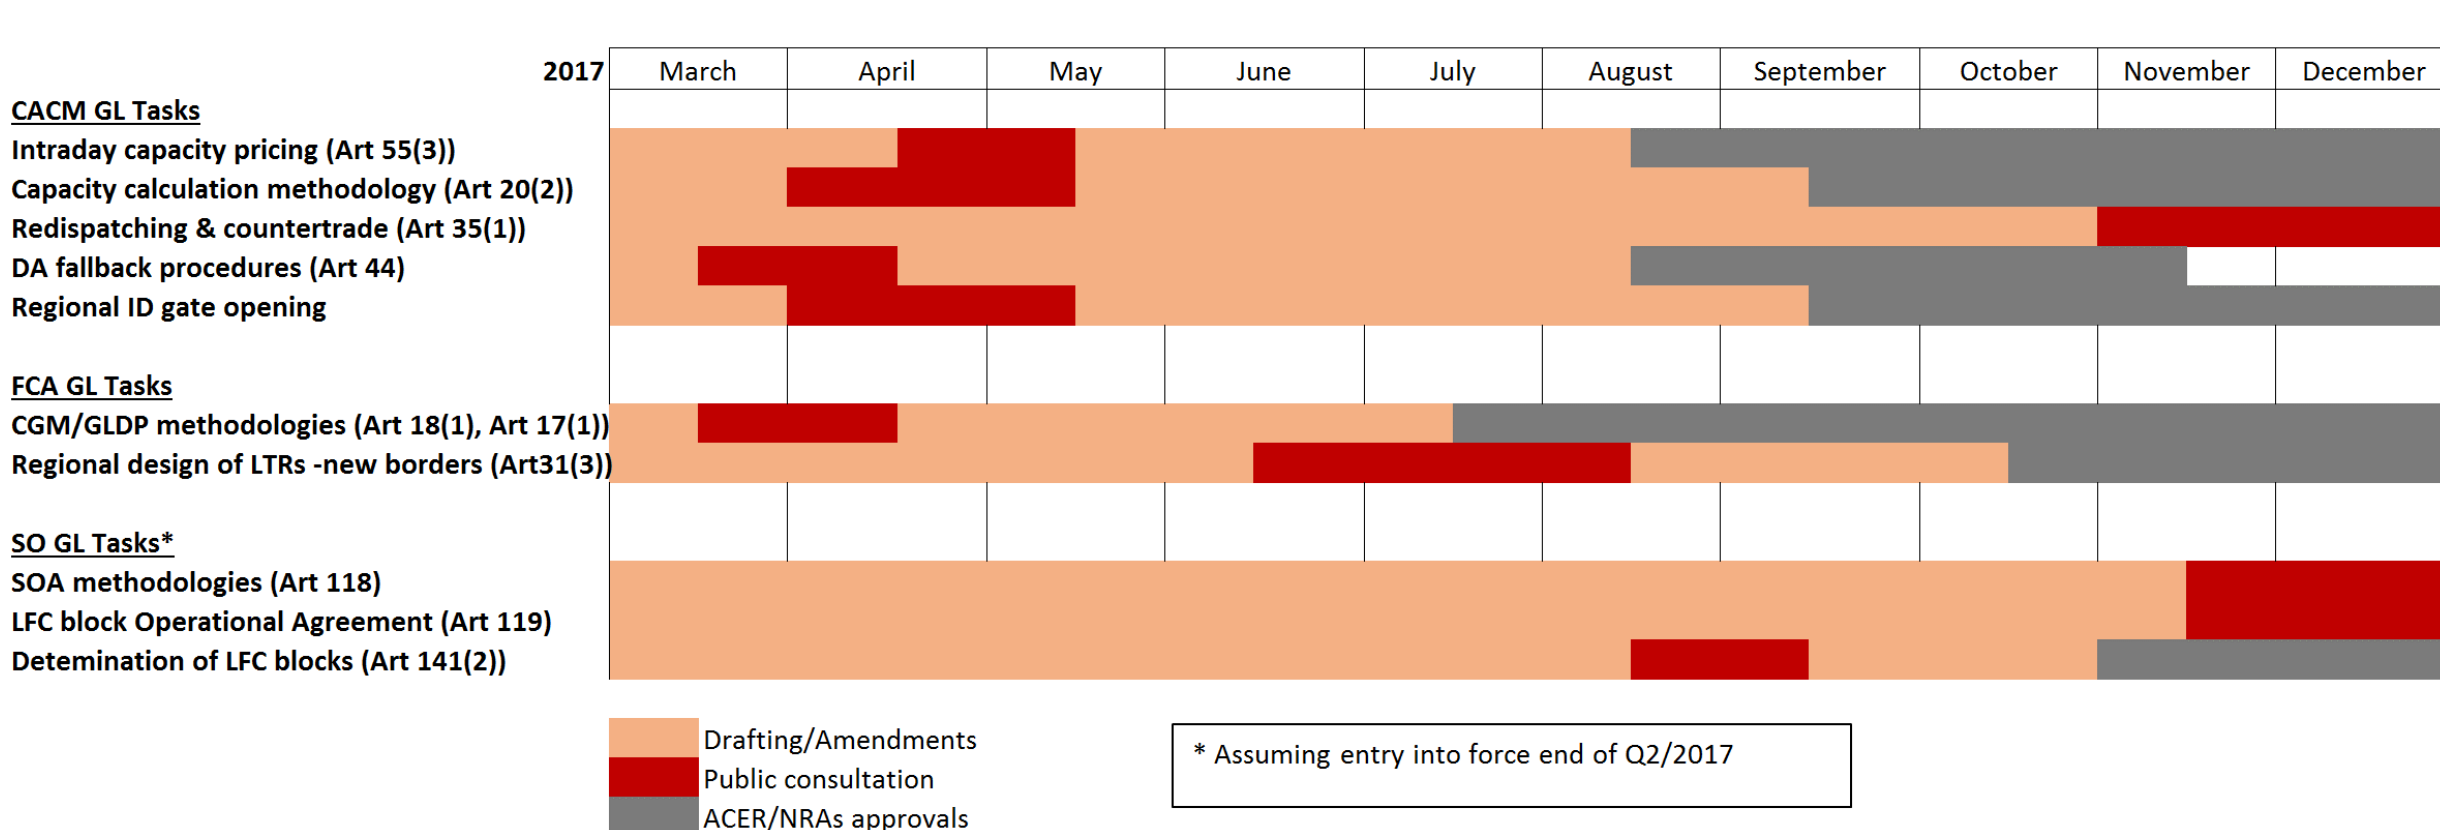 2017 March April May June July August September October November December
CACM GL Tasks
Intraday capacity pricing (Art 55(3))
Capacity calculation methodology (Art 20(2))
Redispatching & countertrade (Art 35(1))
DA fallback procedures (Art 44)
Regional ID gate opening
FCA GL Tasks
CGM/GLDP methodologies (Art 18(1), Art 17(1))
Regional design of LTRs -new borders (Art31(3))
SO GL Tasks*
SOA methodologies (Art 118)
LFC block Operational Agreement (Art 119)
Detemination of LFC blocks (Art 141(2))
Drafting/Amendments
Public consultation
ACER/NRAs approvals
* Assuming entry into force end of Q2/2017